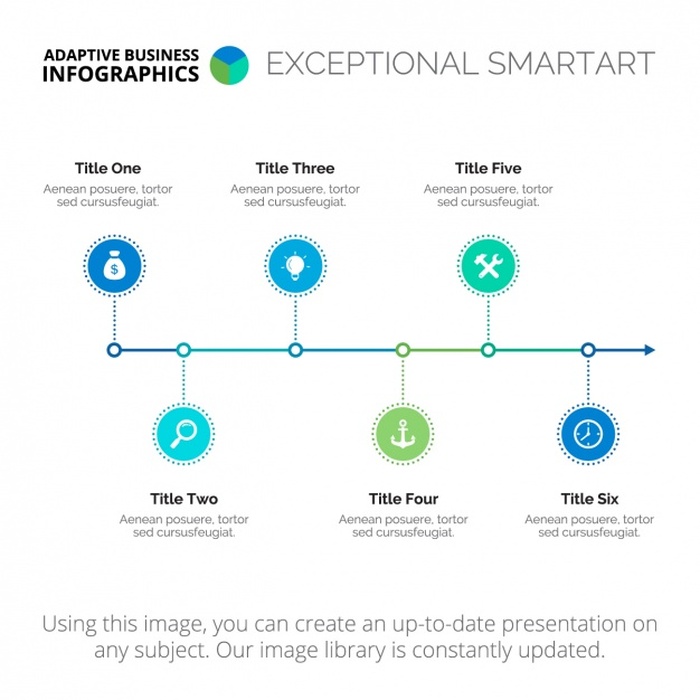 ADAPTIVE BUSINESS
INFOGRAPHICS
EXCEPTIONAL SMARTART
Title One
Aenean posuere, tortor
sed cursusfeugiat.
Title Three
Aenean posuere, tortor
sed cursusfeugiat.
Title Five
Aenean posuere, tortor
sed cursusfeugiat.
$
Title Two
Aenean posuere, tortor
sed cursusfeugiat.
Title Four
Aenean posuere, tortor
sed cursusfeugiat.
Title Six
Aenean posuere, tortor
sed cursusfeugiat.
Using this image, you can create an up-to-date presentation on
any subject. Our image library is constantly updated.